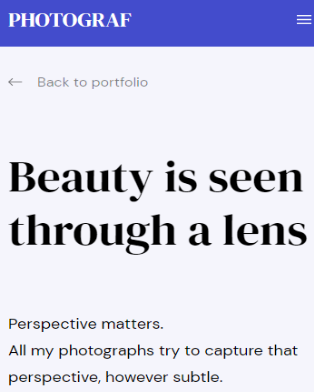 PHOTOGRAF
Back to portfolio
Beauty is seen
through a lens
Perspective matters.
All my photographs try to capture that
perspective, however subtle.